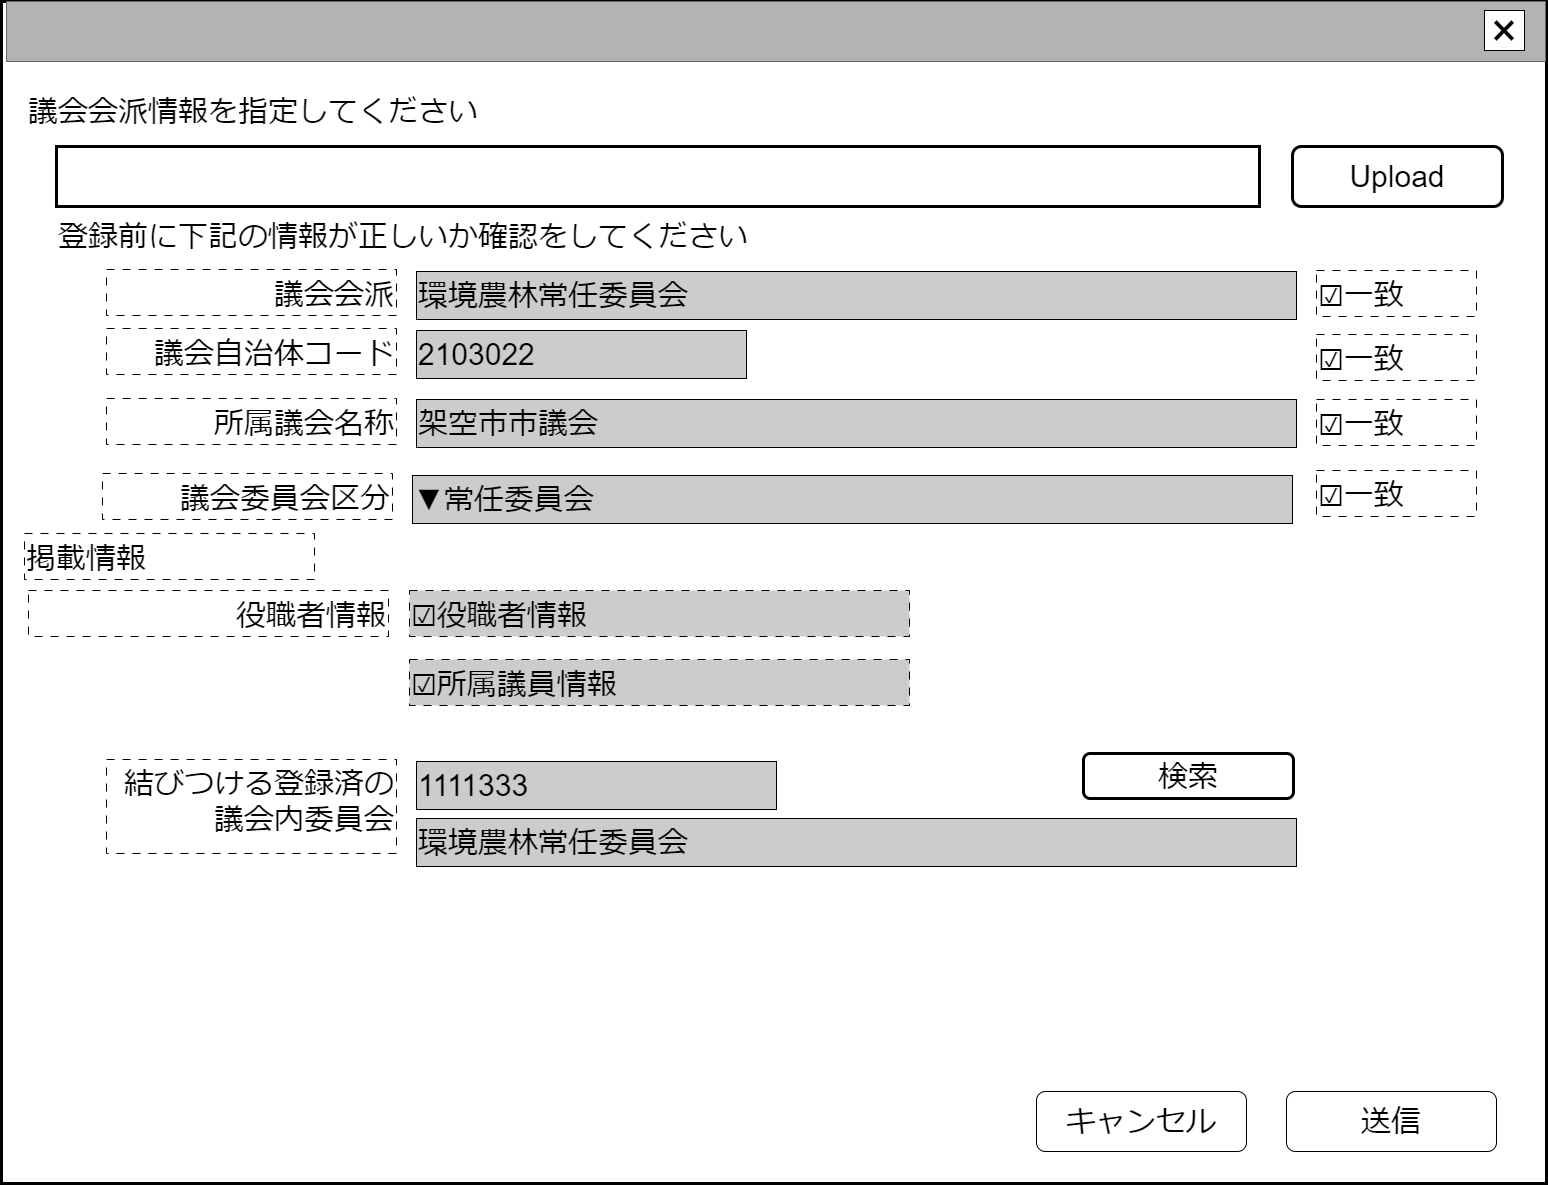 議会会派情報を指定してください
Upload
登録前に下記の情報が正しいか確認をしてください
議会会派 環境農林常任委員会 ☑一致
議会自治体コード 2103022 ☑一致
所属議会名称 架空市市議会 ☑一致
議会委員会区分 ▼常任委員会 ☑一致
掲載情報
役職者情報 ☑役職者情報
☑所属議員情報
結びつける登録済の 1111333 検索
議会内委員会 環境農林常任委員会
キャンセル 送信